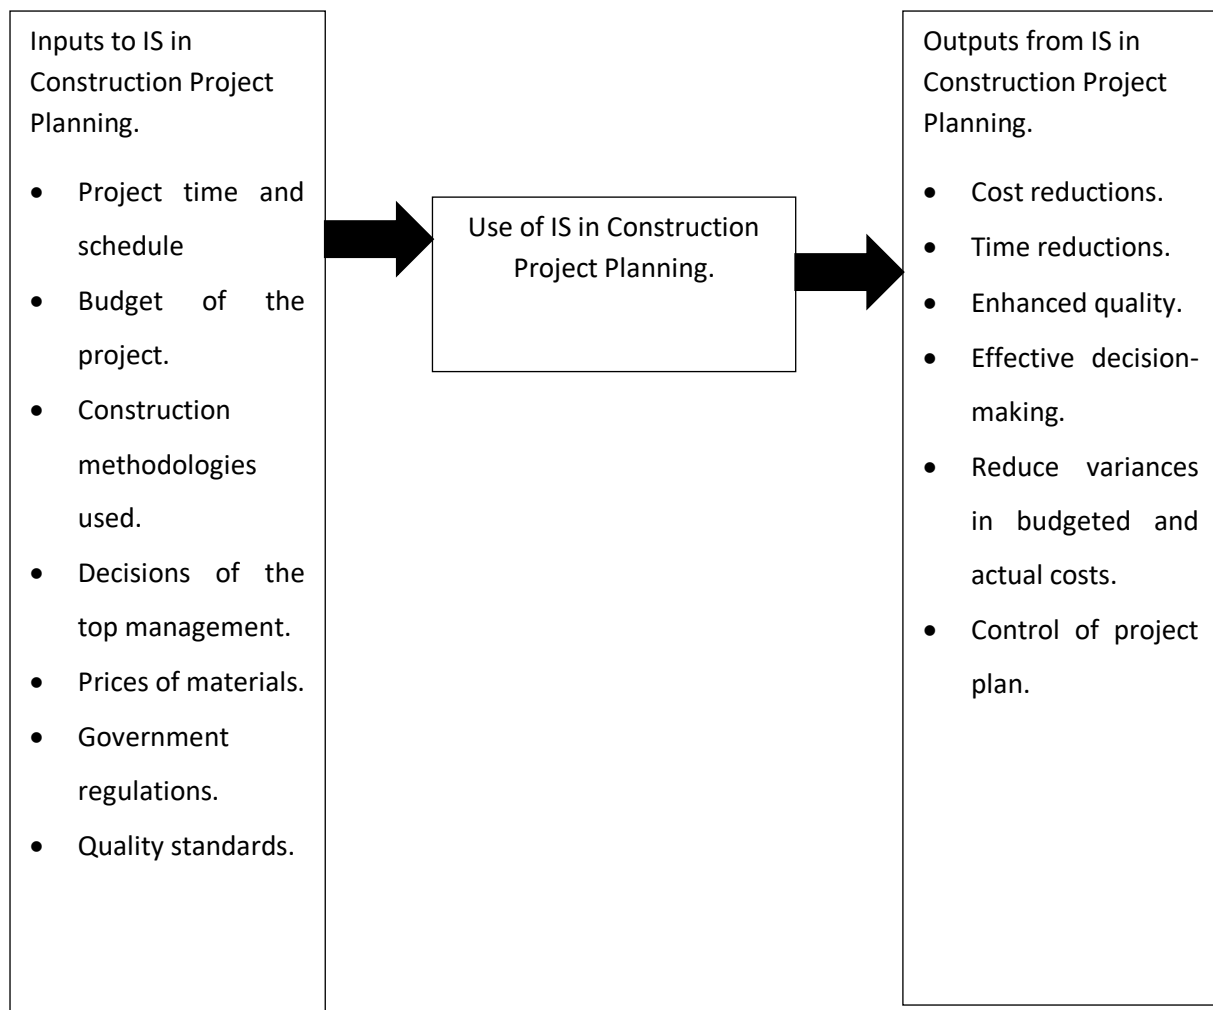 Inputs to IS in
Construction Project
Planning.
• Project time and
schedule
• Budget of the
project.
• Construction
methodologies
used.
• Decisions of the
top management.
• Prices of materials.
• Government
regulations.
• Quality standards.
Use of IS in Construction
Project Planning.
Outputs from IS in
Construction Project
Planning.
• Cost reductions.
• Time reductions.
• Enhanced quality.
• Effective decision-
making.
• Reduce variances
in budgeted and
actual costs.
• Control of project
plan.